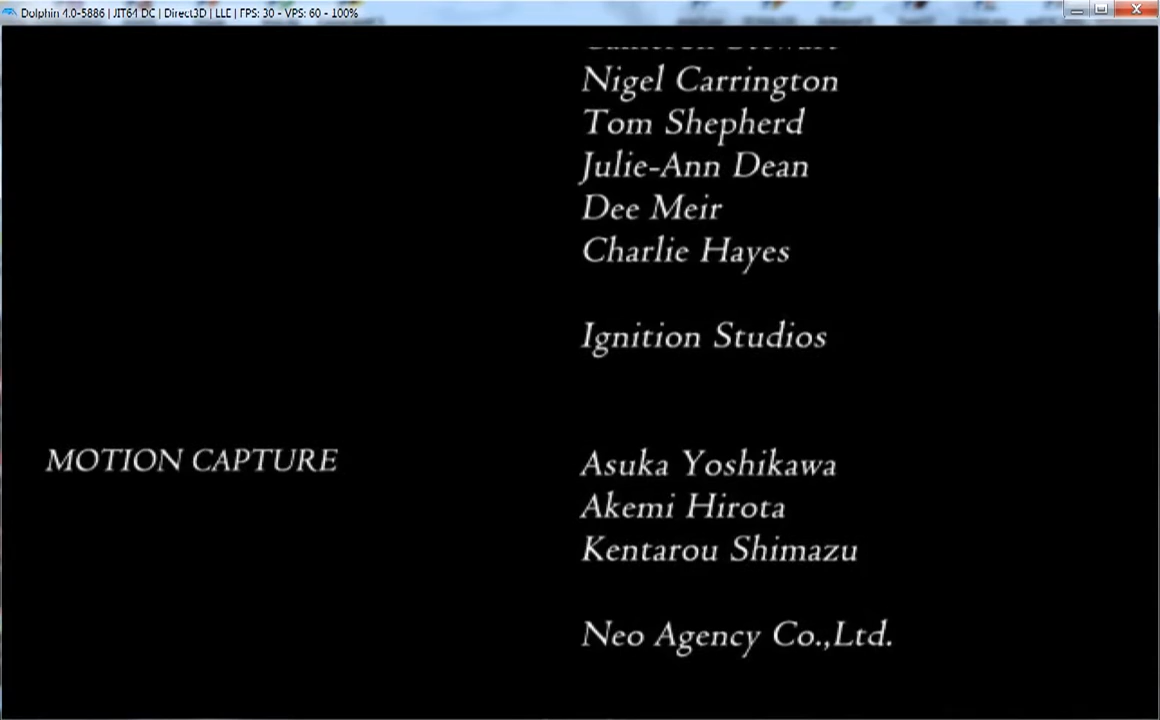 Dolphin 4.0-5886 | JIT64 DC | Direct3D | LLE | FPS: 30 - VPS: 60 - 100%
Nigel Carrington
Tom Shepherd
Julie-Ann Dean
Dee Meir
Charlie Hayes
Ignition Studios
MOTION CAPTURE
Asuka Yoshikawa
Akemi Hirota
Kentarou Shimazu
Neo Agency Co.,Ltd.